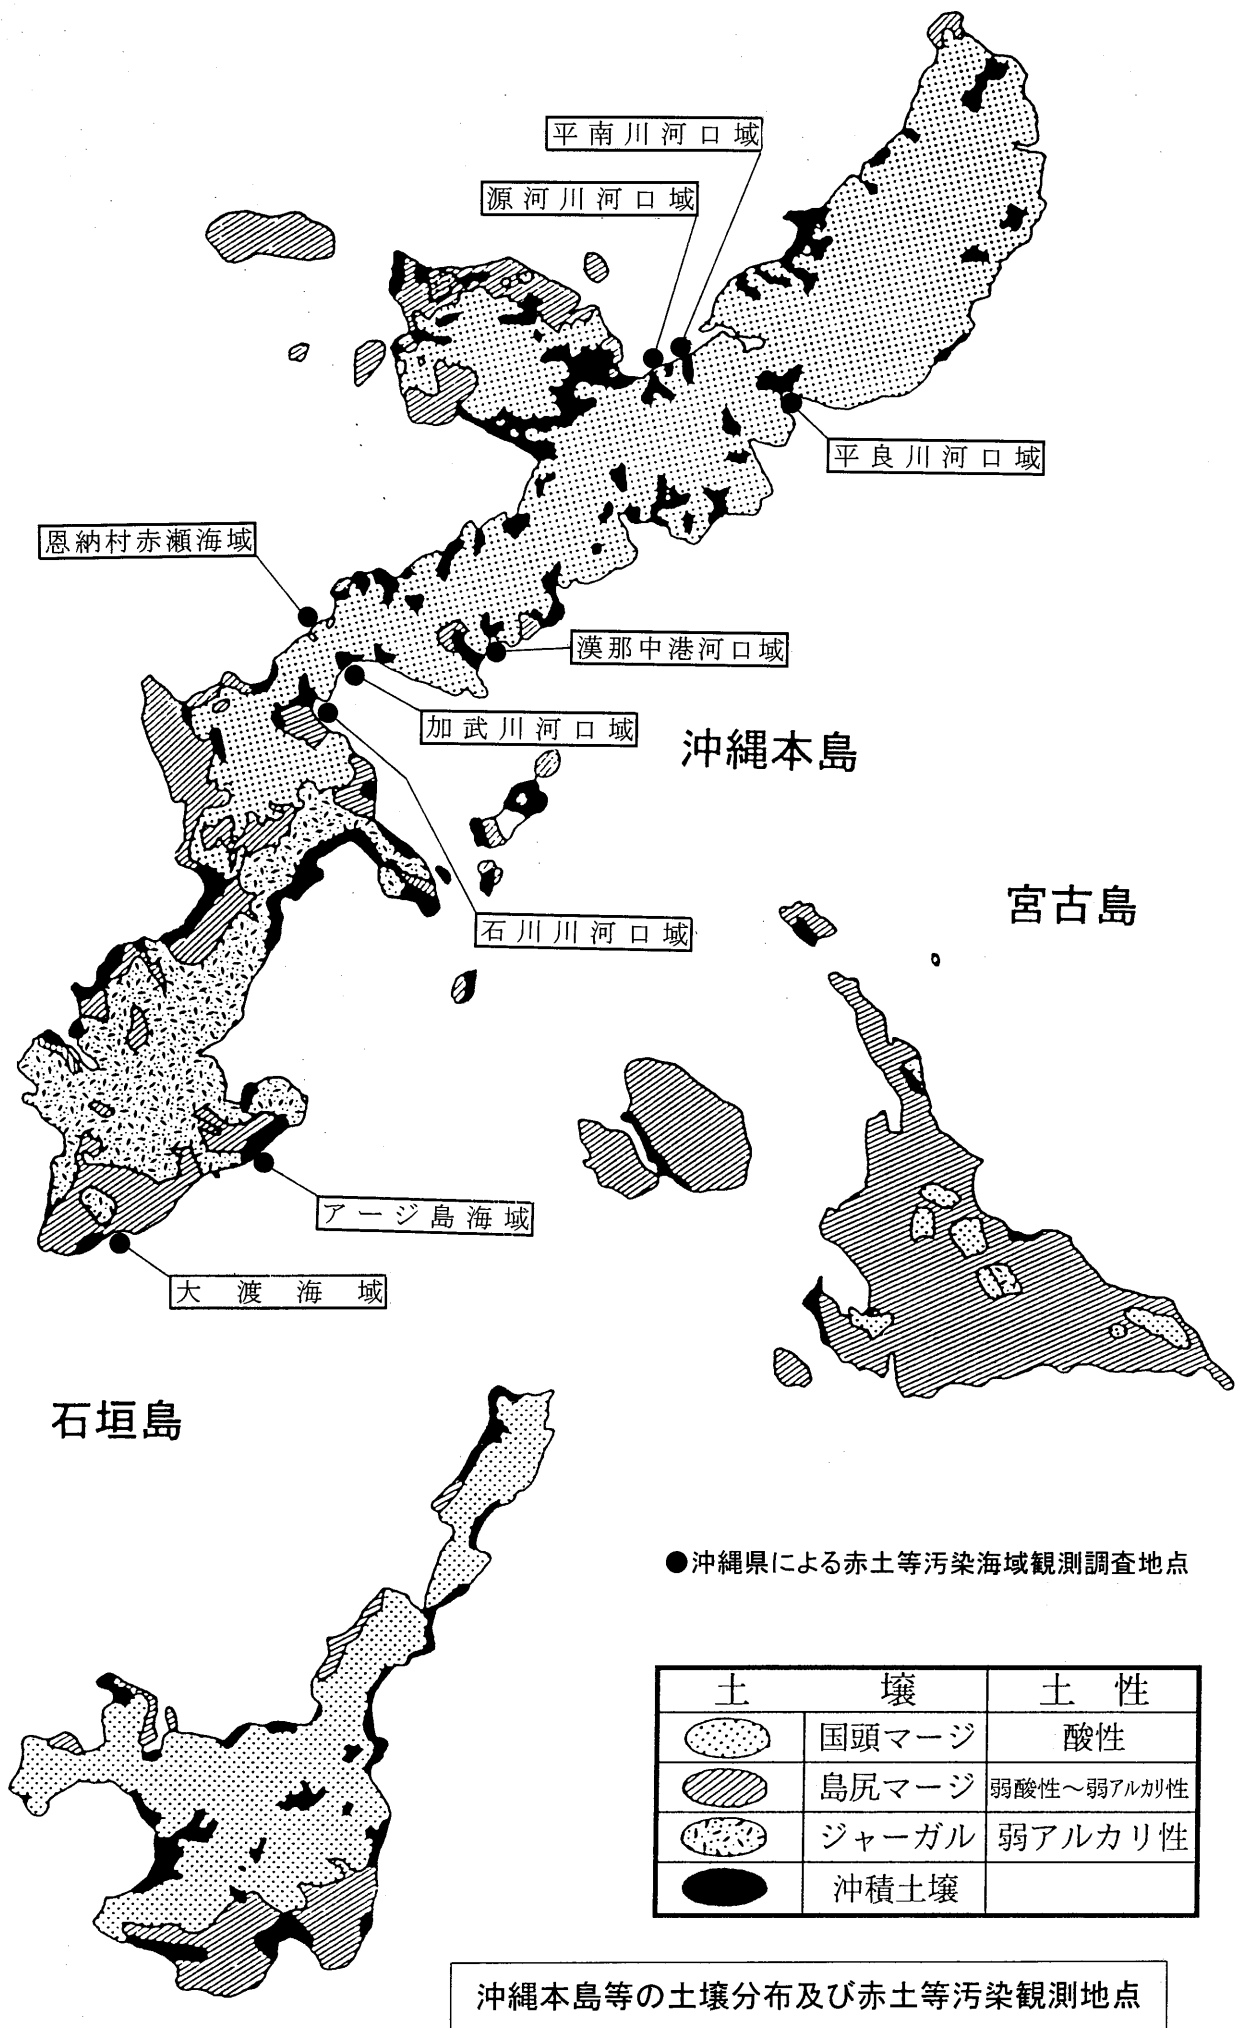 平南川河口域
源河川河口域
平良川河口域
恩納村赤瀬海域
漢那中港河口域
加武川河口域
沖縄本島
宮古島
石川川河口域
アージ島海域
大渡海域
石垣島
●沖縄県による赤土等汚染海域観測調査地点
土壌 土性
国頭マージ 酸性
島尻マージ 弱酸性～弱アルカリ性
ジャーガル 弱アルカリ性
沖積土壌
沖縄本島等の土壌分布及び赤土等汚染観測地点